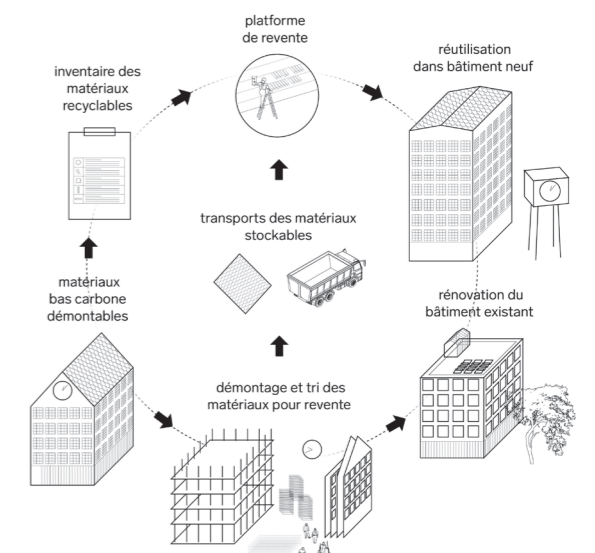 platforme
de revente
réutilisation
dans bâtiment neuf
inventaire des
matériaux
recyclables
transports des matériaux
stockables
matériaux
bas carbone
démontables
rénovation du
bâtiment existant
démontage et tri des
matériaux pour revente